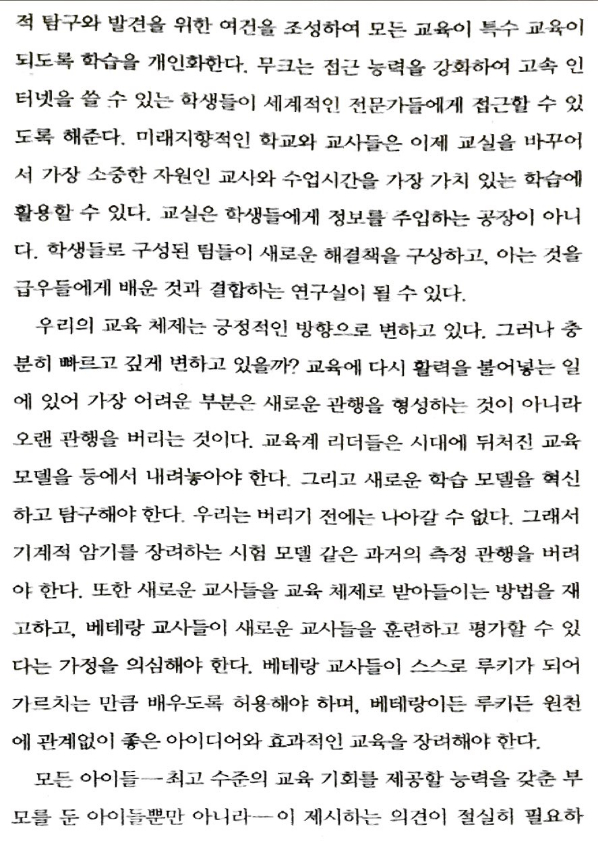 적 탐구와 발견을 위한 여건을 조성하여 모든 교육이 특수 교육이
되도록 학습을 개인화한다. 무크는 접근 능력을 강화하여 고속 인
터넷을 쓸 수 있는 학생들이 세계적인 전문가들에게 접근할 수 있
도록 해준다. 미래지향적인 학교와 교사들은 이제 교실을 바꾸어
서 가장 소중한 자원인 교사와 수업시간을 가장 가치 있는 학습에
활용할 수 있다. 교실은 학생들에게 정보를 주입하는 공장이 아니
다. 학생들로 구성된 팀들이 새로운 해결책을 구상하고, 아는 것을
급우들에게 배운 것과 결합하는 연구실이 될 수 있다.
우리의 교육 체제는 긍정적인 방향으로 변하고 있다. 그러나 충
분히 빠르고 깊게 변하고 있을까? 교육에 다시 활력을 불어넣는 일
에 있어 가장 어려운 부분은 새로운 관행을 형성하는 것이 아니라
오랜 관행을 버리는 것이다. 교육계 리더들은 시대에 뒤처진 교육
모델을 등에서 내려놓아야 한다. 그리고 새로운 학습 모델을 혁신
하고 탐구해야 한다. 우리는 버리기 전에는 나아갈 수 없다. 그래서
기계적 암기를 장려하는 시험 모델 같은 과거의 측정 관행을 버려
야 한다. 또한 새로운 교사들을 교육 체제로 받아들이는 방법을 재
고하고, 베테랑 교사들이 새로운 교사들을 훈련하고 평가할 수 있
다는 가정을 의심해야 한다. 베테랑 교사들이 스스로 루키가 되어
가르치는 만큼 배우도록 허용해야 하며, 베테랑이든 루키든 원천
에 관계없이 좋은 아이디어와 효과적인 교육을 장려해야 한다.
모든 아이들—최고 수준의 교육 기회를 제공할 능력을 갖춘 부
모를 둔 아이들뿐만 아니라—이 제시하는 의견이 절실히 필요하